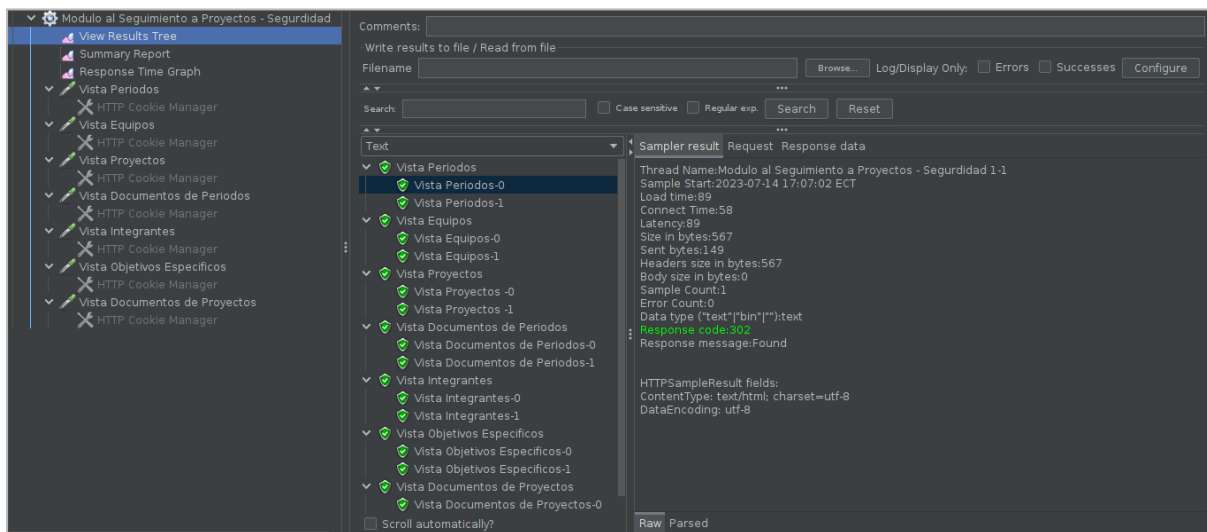 Modulo al Seguimiento a Proyectos - Segurdidad
View Results Tree
Summary Report
Response Time Graph
Vista Periodos
HTTP Cookie Manager
Vista Equipos
HTTP Cookie Manager
Vista Proyectos
HTTP Cookie Manager
Vista Documentos de Periodos
HTTP Cookie Manager
Vista Integrantes
HTTP Cookie Manager
Vista Objetivos Especificos
HTTP Cookie Manager
Vista Documentos de Proyectos
HTTP Cookie Manager
Comments:
Write results to file / Read from file
Filename Browse... Log/Display Only: Errors Successes Configure
Search: Case sensitive Regular exp. Search Reset
Text
Vista Periodos
Vista Periodos-0
Vista Periodos-1
Vista Equipos
Vista Equipos-0
Vista Equipos-1
Vista Proyectos
Vista Proyectos -0
Vista Proyectos -1
Vista Documentos de Periodos
Vista Documentos de Periodos-0
Vista Documentos de Periodos-1
Vista Integrantes
Vista Integrantes-0
Vista Integrantes-1
Vista Objetivos Especificos
Vista Objetivos Especificos-0
Vista Objetivos Especificos-1
Vista Documentos de Proyectos
Vista Documentos de Proyectos-0
Scroll automatically?
Sampler result Request Response data
Thread Name:Modulo al Seguimiento a Proyectos - Segurdidad 1-1
Sample Start:2023-07-14 17:07:02 ECT
Load time:89
Connect Time:58
Latency:89
Size in bytes:567
Sent bytes:149
Headers size in bytes:567
Body size in bytes:0
Sample Count:1
Error Count:0
Data type ("text"|"bin"|""):text
Response code:302
Response message:Found
HTTPSampleResult fields:
ContentType: text/html; charset=utf-8
DataEncoding: utf-8
Raw Parsed